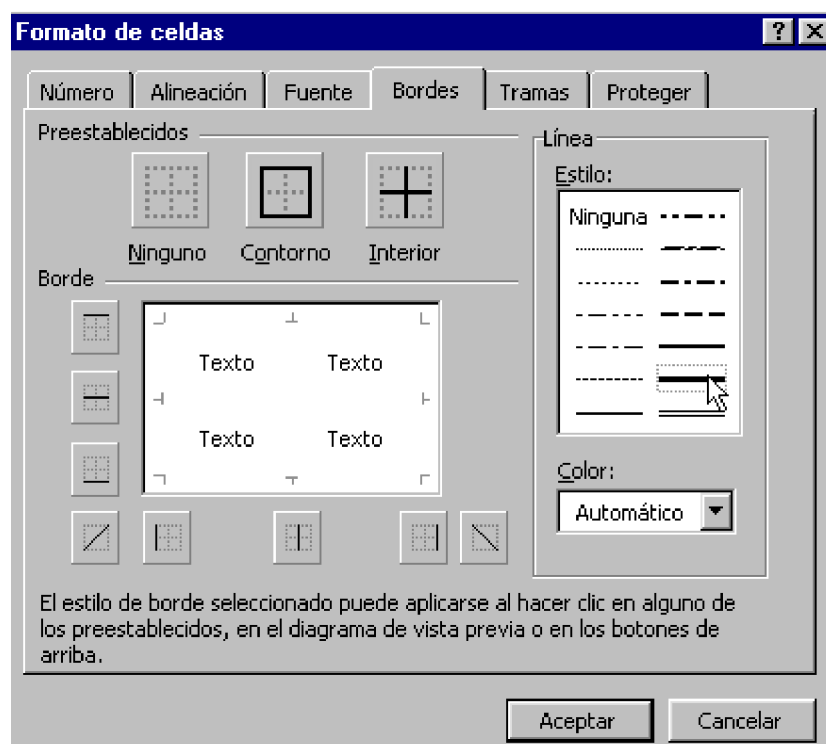 Formato de celdas
Número Alineación Fuente Bordes Tramas Proteger
Preestablecidos
Ninguno Contorno Interior
Línea
Estilo:
Ninguna
Borde
Texto Texto
Texto Texto
Color:
Automático
El estilo de borde seleccionado puede aplicarse al hacer clic en alguno de
los preestablecidos, en el diagrama de vista previa o en los botones de
arriba.
Aceptar Cancelar